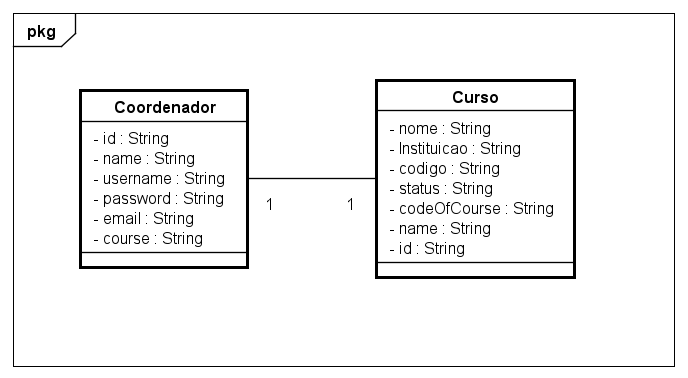 pkg
Coordenador
- id : String
- name : String
- username : String
- password : String
- email : String
- course : String
1
1
Curso
- nome : String
- Instituicao : String
- codigo : String
- status : String
- codeOfCourse : String
- name : String
- id : String